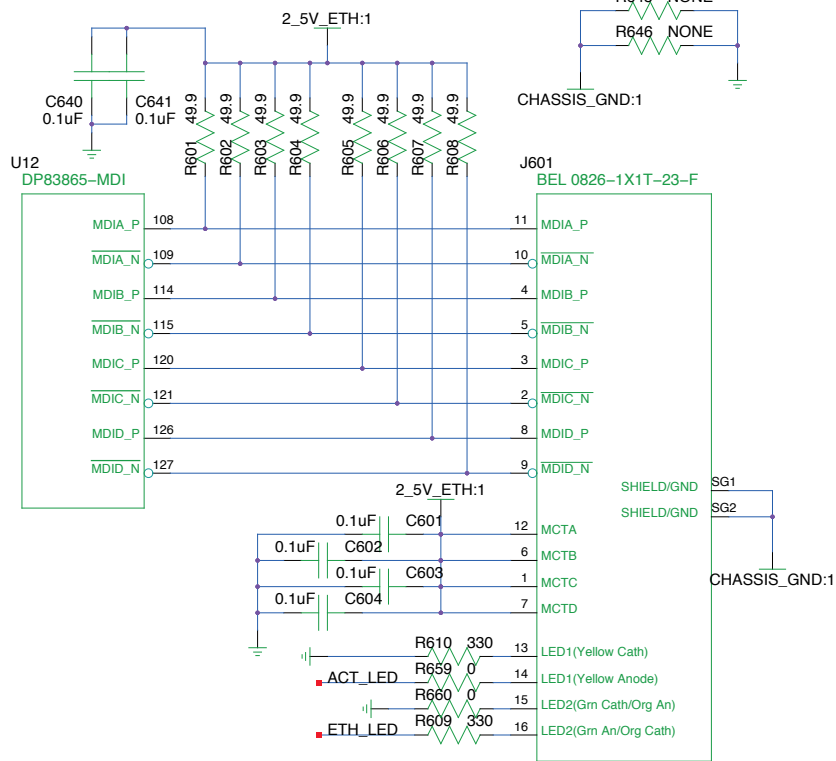 NONE
2_5V_ETH:1
R646 NONE
CHASSIS_GND:1
C640
0.1uF
C641
0.1uF
49.9
49.9
49.9
49.9
49.9
49.9
49.9
49.9
R601
R602
R603
R604
R605
R606
R607
R608
U12
DP83865-MDI
J601
BEL 0826-1X1T-23-F
MDIA_P 108
11 MDIA_P
MDIA_N 109
10 MDIA_N
MDIB_P 114
4 MDIB_P
MDIB_N 115
5 MDIB_N
MDIC_P 120
3 MDIC_P
MDIC_N 121
2 MDIC_N
MDID_P 126
8 MDID_P
MDID_N 127
9 MDID_N
2_5V_ETH:1
SHIELD/GND SG1
SHIELD/GND SG2
CHASSIS_GND:1
0.1uF C601
12 MCTA
0.1uF C602
6 MCTB
0.1uF C603
1 MCTC
0.1uF C604
7 MCTD
R610 330
13 LED1(Yellow Cath)
ACT_LED
R659 0
14 LED1(Yellow Anode)
R660 0
15 LED2(Grn Cath/Org An)
ETH_LED
R609 330
16 LED2(Grn An/Org Cath)